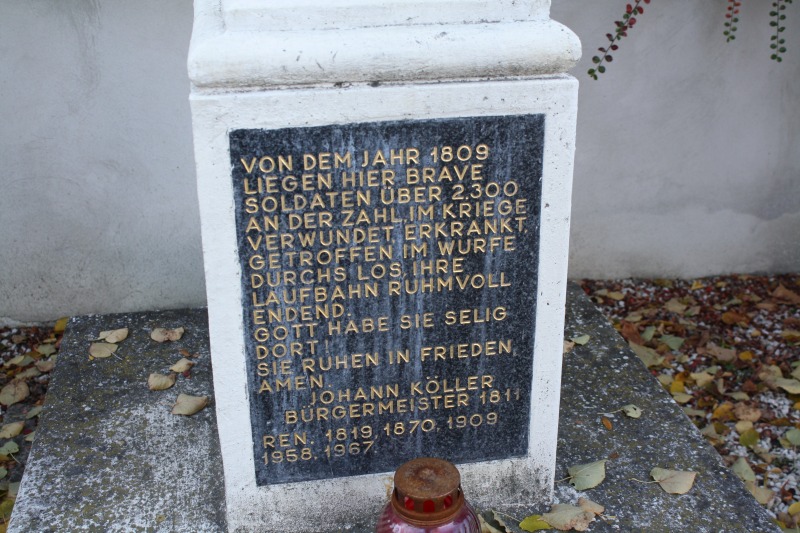 VON DEM JAHR 1809
LIEGEN HIER BRAVE
SOLDATEN ÜBER 2.300
AN DER ZAHL, IM KRIEGE
VERWUNDET ERKRANKT
GETROFFEN IM WURFE
DURCHS LOS, IHRE
LAUFBAHN RUHMVOLL
ENDEND.
GOTT HABE SIE SELIG
DORT!
SIE RUHEN IN FRIEDEN,
AMEN.
JOHANN KÖLLER
BÜRGERMEISTER 1811
REN. 1819, 1870, 1909
1958, 1967